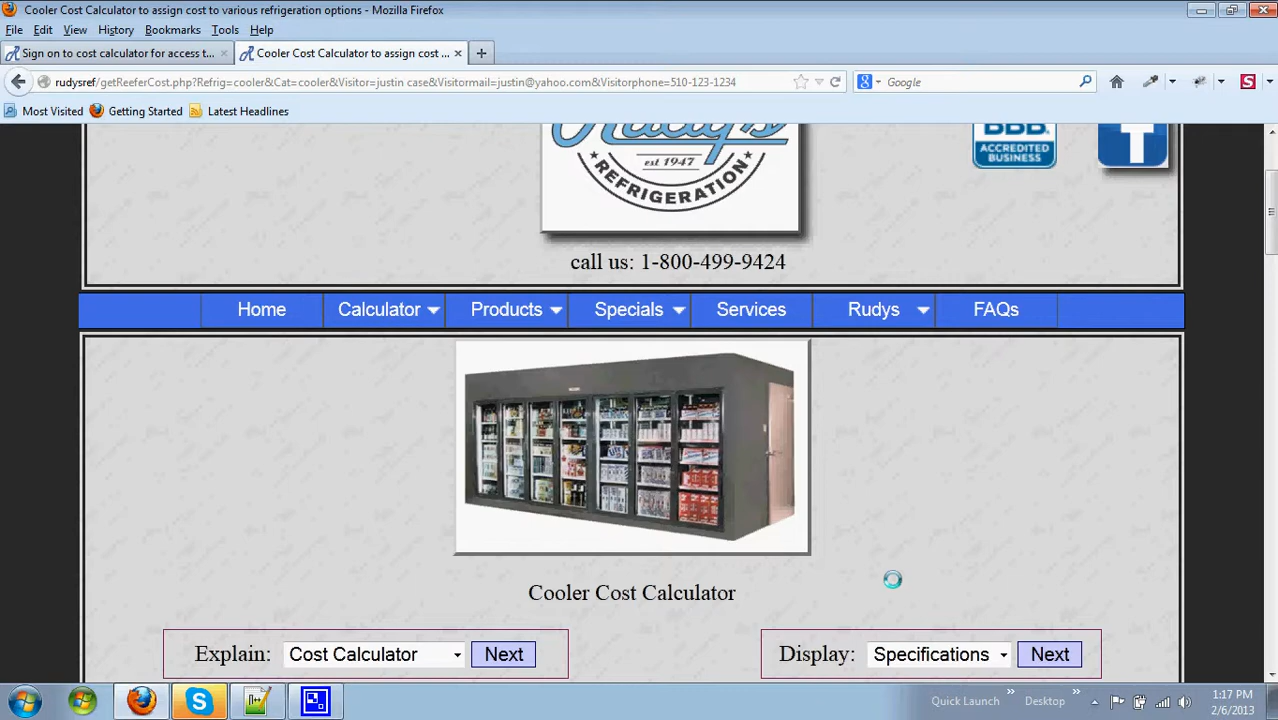 Cooler Cost Calculator to assign cost to various refrigeration options - Mozilla Firefox
File Edit View History Bookmarks Tools Help
Sign on to cost calculator for access t... × Cooler Cost Calculator to assign cost ... × +
rudysref/getReeferCost.php?Refrig=cooler&Cat=cooler&Visitor=justin case&Visitormail=justin@yahoo.com&Visitorphone=510-123-1234 Google S
Most Visited Getting Started Latest Headlines
Rudy's
est 1947
REFRIGERATION
BBB
ACCREDITED
BUSINESS
call us: 1-800-499-9424
Home Calculator Products Specials Services Rudys FAQs
Cooler Cost Calculator
Explain: Cost Calculator Next Display: Specifications Next
Quick Launch Desktop 1:17 PM
2/6/2013